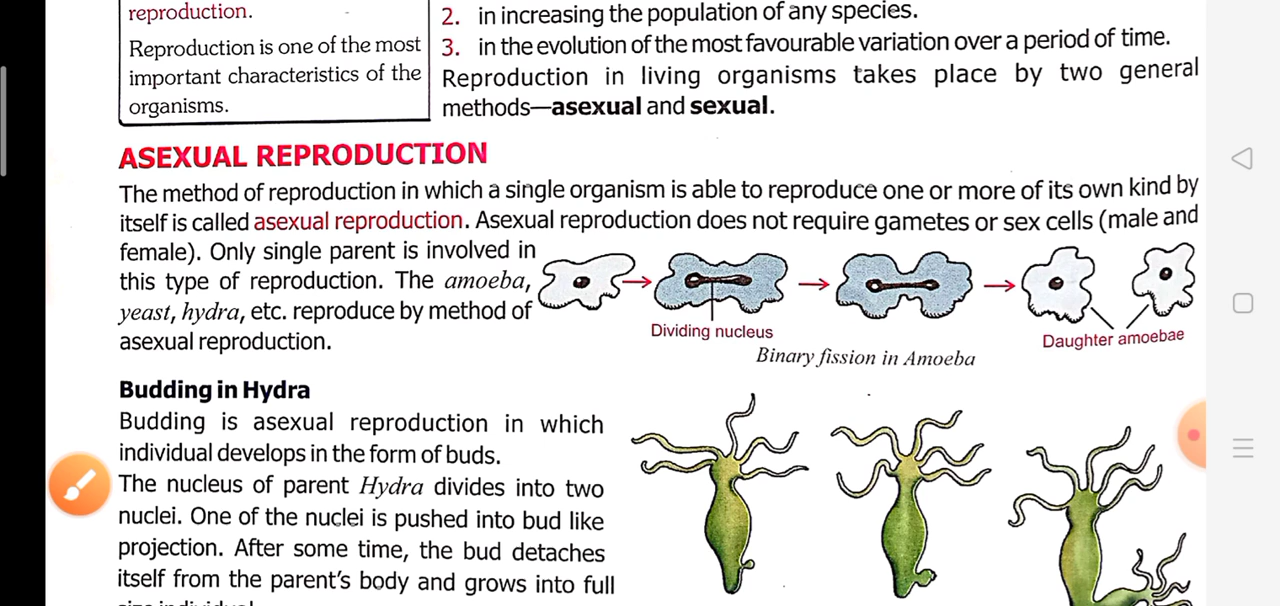 reproduction.
Reproduction is one of the most
important characteristics of the
organisms.
2. in increasing the population of any species.
3. in the evolution of the most favourable variation over a period of time.
Reproduction in living organisms takes place by two general
methods—asexual and sexual.
ASEXUAL REPRODUCTION
The method of reproduction in which a single organism is able to reproduce one or more of its own kind by
itself is called asexual reproduction. Asexual reproduction does not require gametes or sex cells (male and
female). Only single parent is involved in
this type of reproduction. The amoeba,
yeast, hydra, etc. reproduce by method of
asexual reproduction.
Dividing nucleus
Daughter amoebae
Binary fission in Amoeba
Budding in Hydra
Budding is asexual reproduction in which
individual develops in the form of buds.
The nucleus of parent Hydra divides into two
nuclei. One of the nuclei is pushed into bud like
projection. After some time, the bud detaches
itself from the parent's body and grows into full